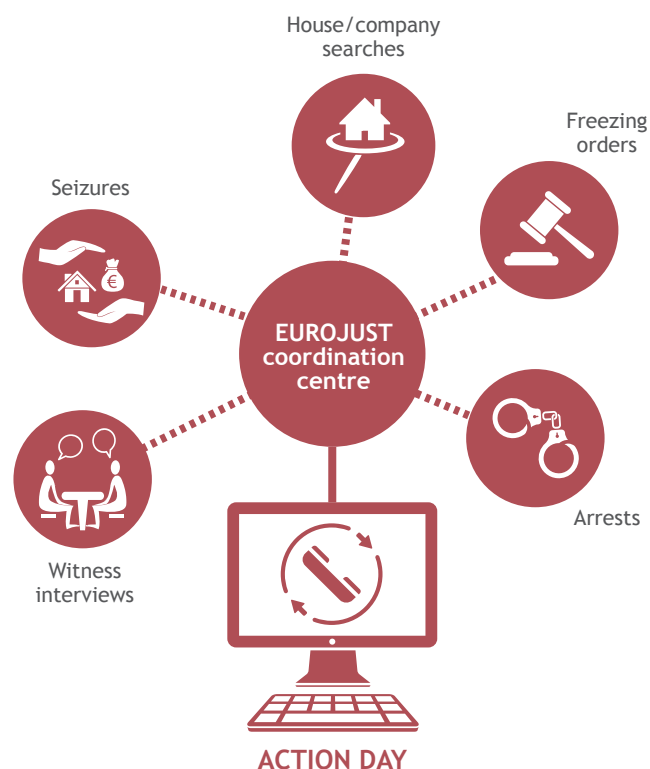 House/company
searches
Freezing
orders
Seizures
€
EUROJUST
coordination
centre
Arrests
Witness
interviews
ACTION DAY